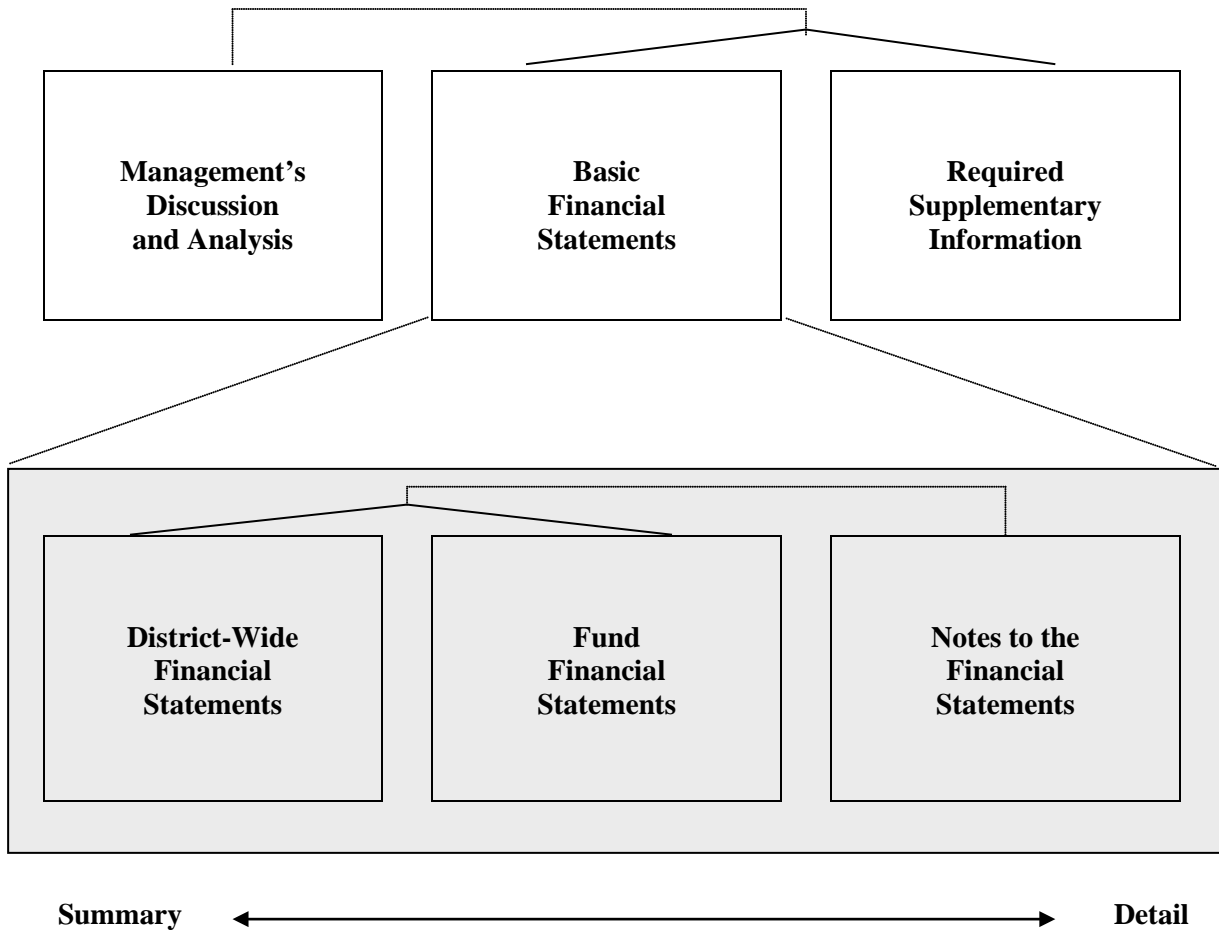 Management’s
Discussion
and Analysis
Basic
Financial
Statements
Required
Supplementary
Information
District-Wide
Financial
Statements
Fund
Financial
Statements
Notes to the
Financial
Statements
Summary
Detail